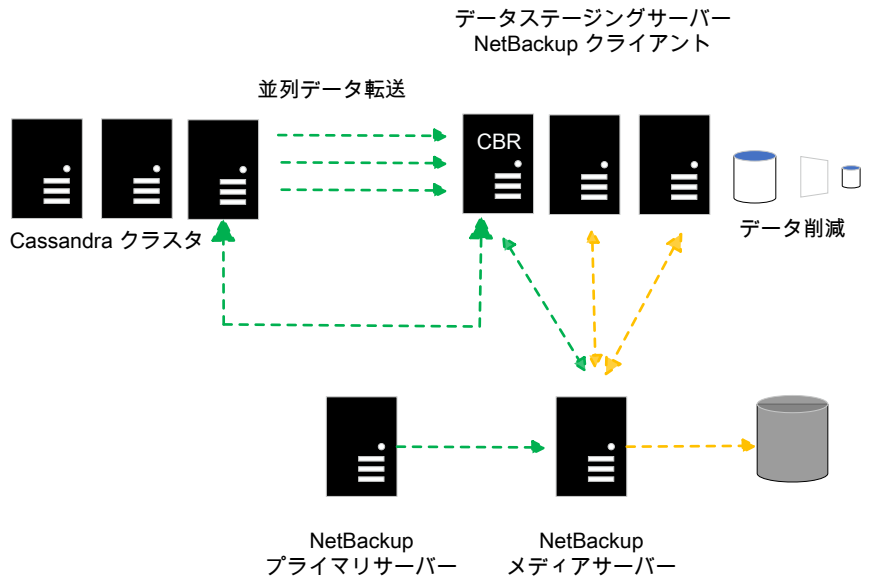 データステージングサーバー
NetBackup クライアント
並列データ転送
CBR
Cassandra クラスタ
データ削減
NetBackup
プライマリサーバー
NetBackup
メディアサーバー